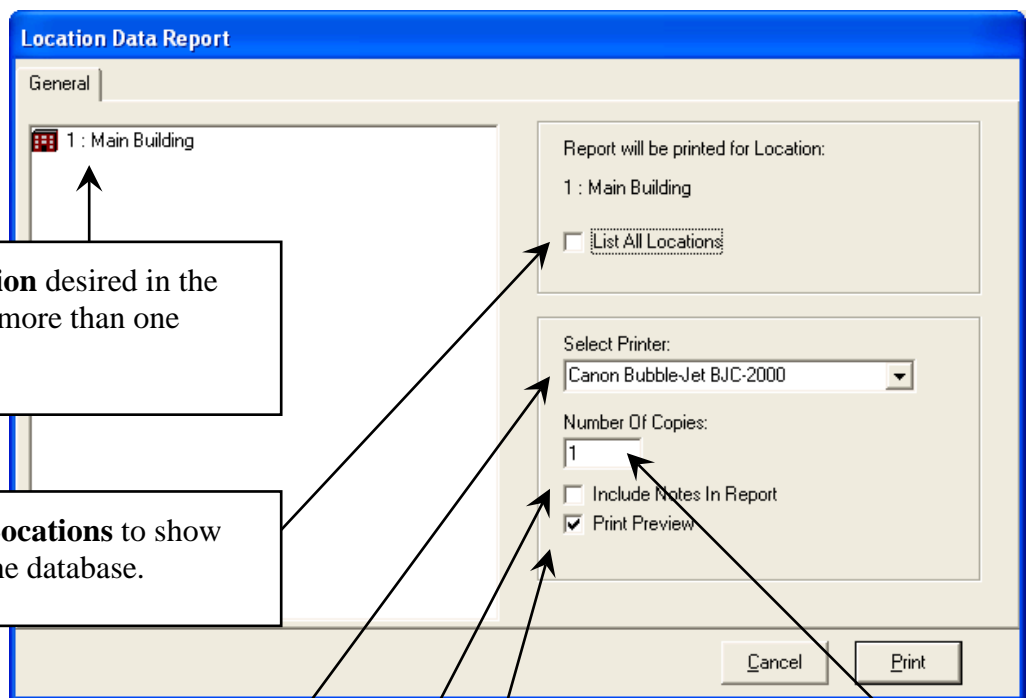 Location Data Report
General
1 : Main Building
Report will be printed for Location:
1 : Main Building
List All Locations
ion desired in the
more than one
Select Printer:
Canon Bubble-Jet BJC-2000
Number Of Copies:
1
Include Notes In Report
Print Preview
ocations to show
ne database.
Cancel
Print